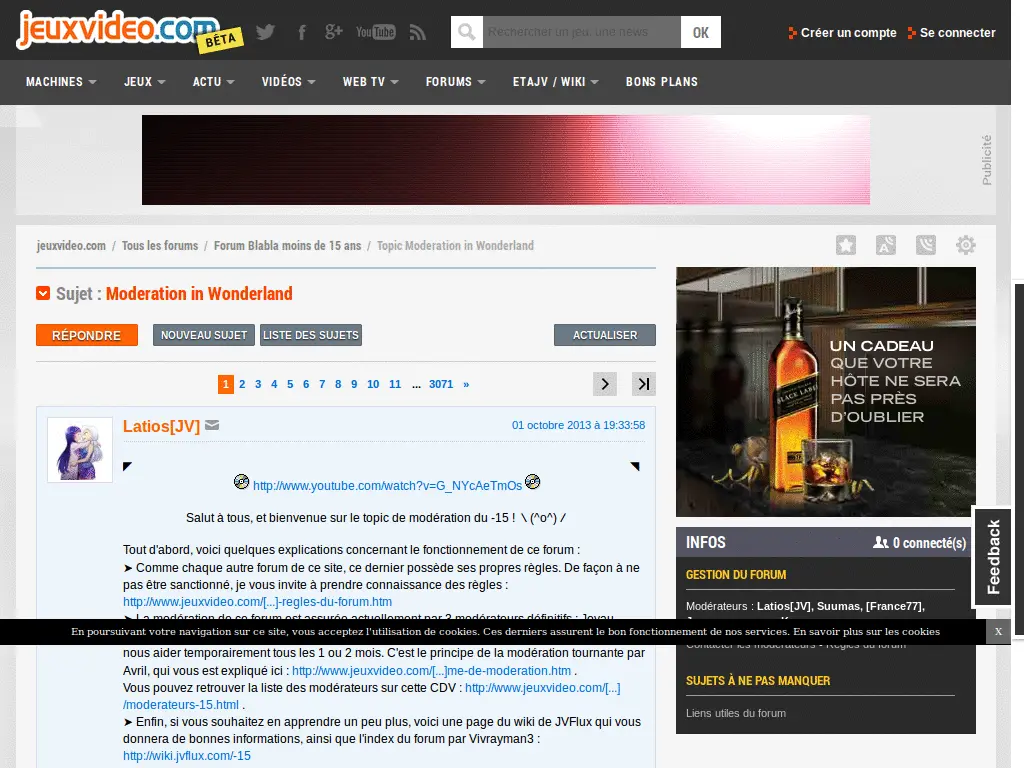 jeuxvideo.com
BÉTA
You Tube
Rechercher un jeu, une news
OK
Créer un compte
Se connecter
MACHINES
JEUX
ACTU
VIDÉOS
WEB TV
FORUMS
ETAJV / WIKI
BONS PLANS
Publicité
jeuxvideo.com / Tous les forums / Forum Blabla moins de 15 ans / Topic Moderation in Wonderland
Sujet : Moderation in Wonderland
RÉPONDRE
NOUVEAU SUJET
LISTE DES SUJETS
ACTUALISER
1 2 3 4 5 6 7 8 9 10 11 ... 3071 »
Latios[JV]
01 octobre 2013 à 19:33:58
http://www.youtube.com/watch?v=G_NYcAeTmOs
Salut à tous, et bienvenue sur le topic de modération du -15 ! \ (^o^) /
Tout d'abord, voici quelques explications concernant le fonctionnement de ce forum :
➤ Comme chaque autre forum de ce site, ce dernier possède ses propres règles. De façon à ne
pas être sanctionné, je vous invite à prendre connaissance des règles :
http://www.jeuxvideo.com/[...]-regles-du-forum.htm
➤ La modération de ce forum est assurée actuellement par 3 modérateurs définitifs : Jovau
nous aider temporairement tous les 1 ou 2 mois. C'est le principe de la modération tournante par
Avril, qui vous est expliqué ici : http://www.jeuxvideo.com/[...]me-de-moderation.htm .
Vous pouvez retrouver la liste des modérateurs sur cette CDV : http://www.jeuxvideo.com/[...]
/moderateurs-15.html .
➤ Enfin, si vous souhaitez en apprendre un peu plus, voici une page du wiki de JVFlux qui vous
donnera de bonnes informations, ainsi que l'index du forum par Vivrayman3 :
http://wiki.jvflux.com/-15
UN CADEAU
QUE VOTRE
HÔTE NE SERA
PAS PRÈS
D'OUBLIER
BLACK LABEL
INFOS
0 connecté(s)
GESTION DU FORUM
Modérateurs : Latios[JV], Suumas, [France77],
Contacter les modérateurs - Règles du forum
SUJETS À NE PAS MANQUER
Liens utiles du forum
Feedback
En poursuivant votre navigation sur ce site, vous acceptez l'utilisation de cookies. Ces derniers assurent le bon fonctionnement de nos services. En savoir plus sur les cookies
X